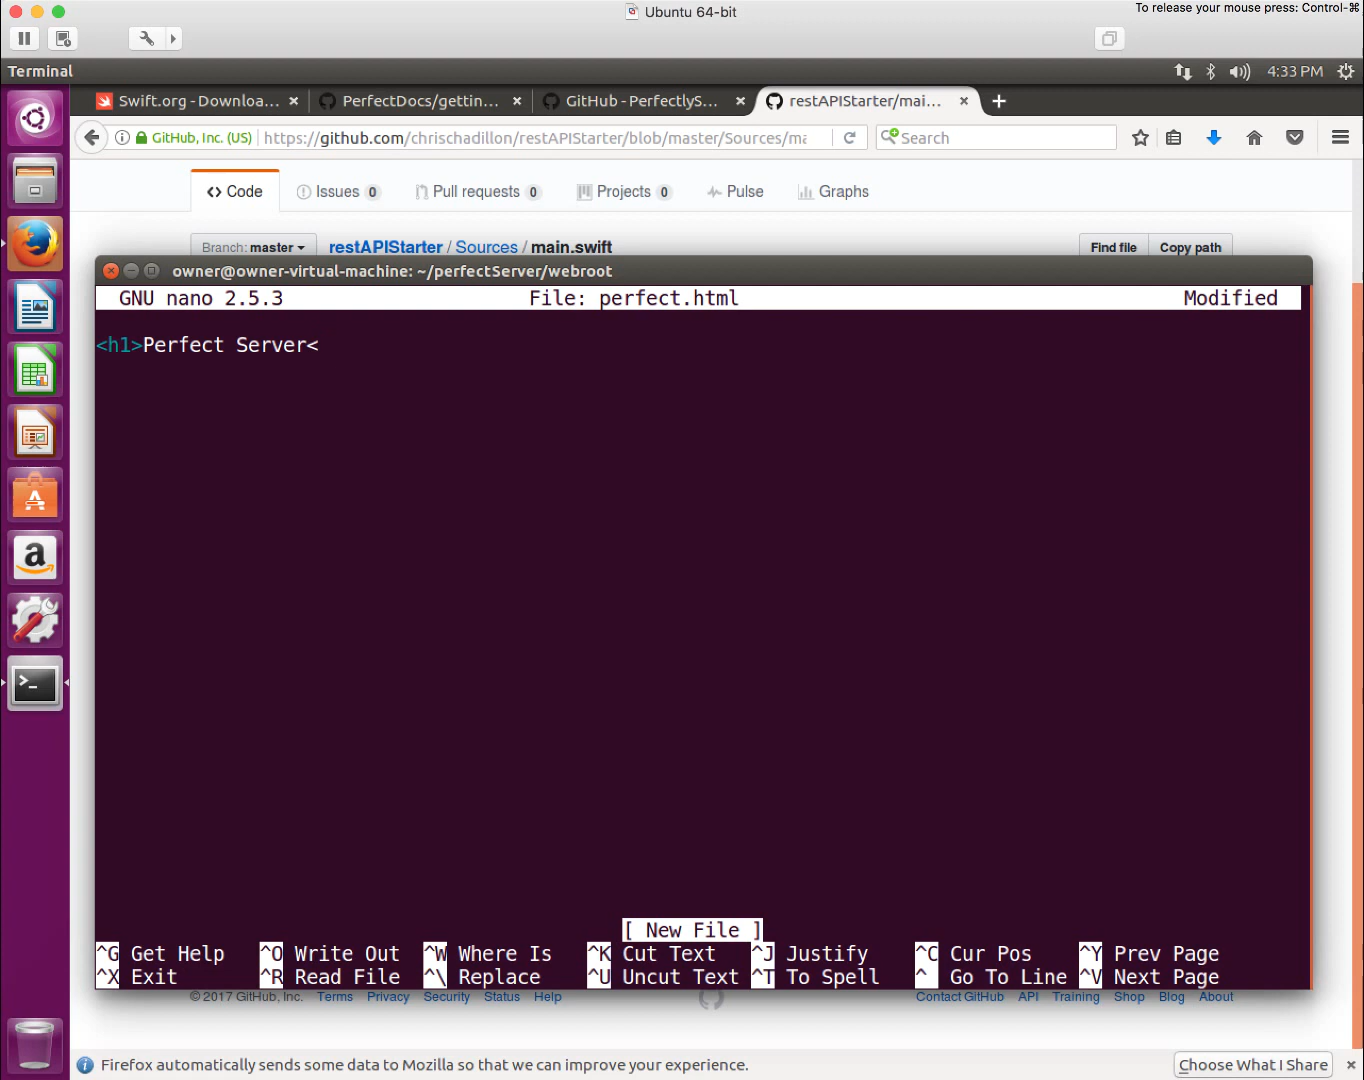 Ubuntu 64-bit
To release your mouse press: Control-⌘
Terminal
4:33 PM
Swift.org - Downloa... ×
PerfectDocs/gettin... ×
GitHub - PerfectlyS... ×
restAPIStarter/mai... ×
GitHub, Inc. (US)
https://github.com/chrischadillon/restAPIStarter/blob/master/Sources/ma
Search
<> Code
Issues 0
Pull requests 0
Projects 0
Pulse
Graphs
Branch: master
restAPIStarter / Sources / main.swift
Find file
Copy path
owner@owner-virtual-machine: ~/perfectServer/webroot
GNU nano 2.5.3 File: perfect.html Modified
<h1>Perfect Server<
[ New File ]
^G Get Help ^O Write Out ^W Where Is ^K Cut Text ^J Justify ^C Cur Pos ^Y Prev Page
^X Exit ^R Read File ^\ Replace ^U Uncut Text ^T To Spell ^_ Go To Line ^V Next Page
© 2017 GitHub, Inc. Terms Privacy Security Status Help
Contact GitHub API Training Shop Blog About
Firefox automatically sends some data to Mozilla so that we can improve your experience.
Choose What I Share ×